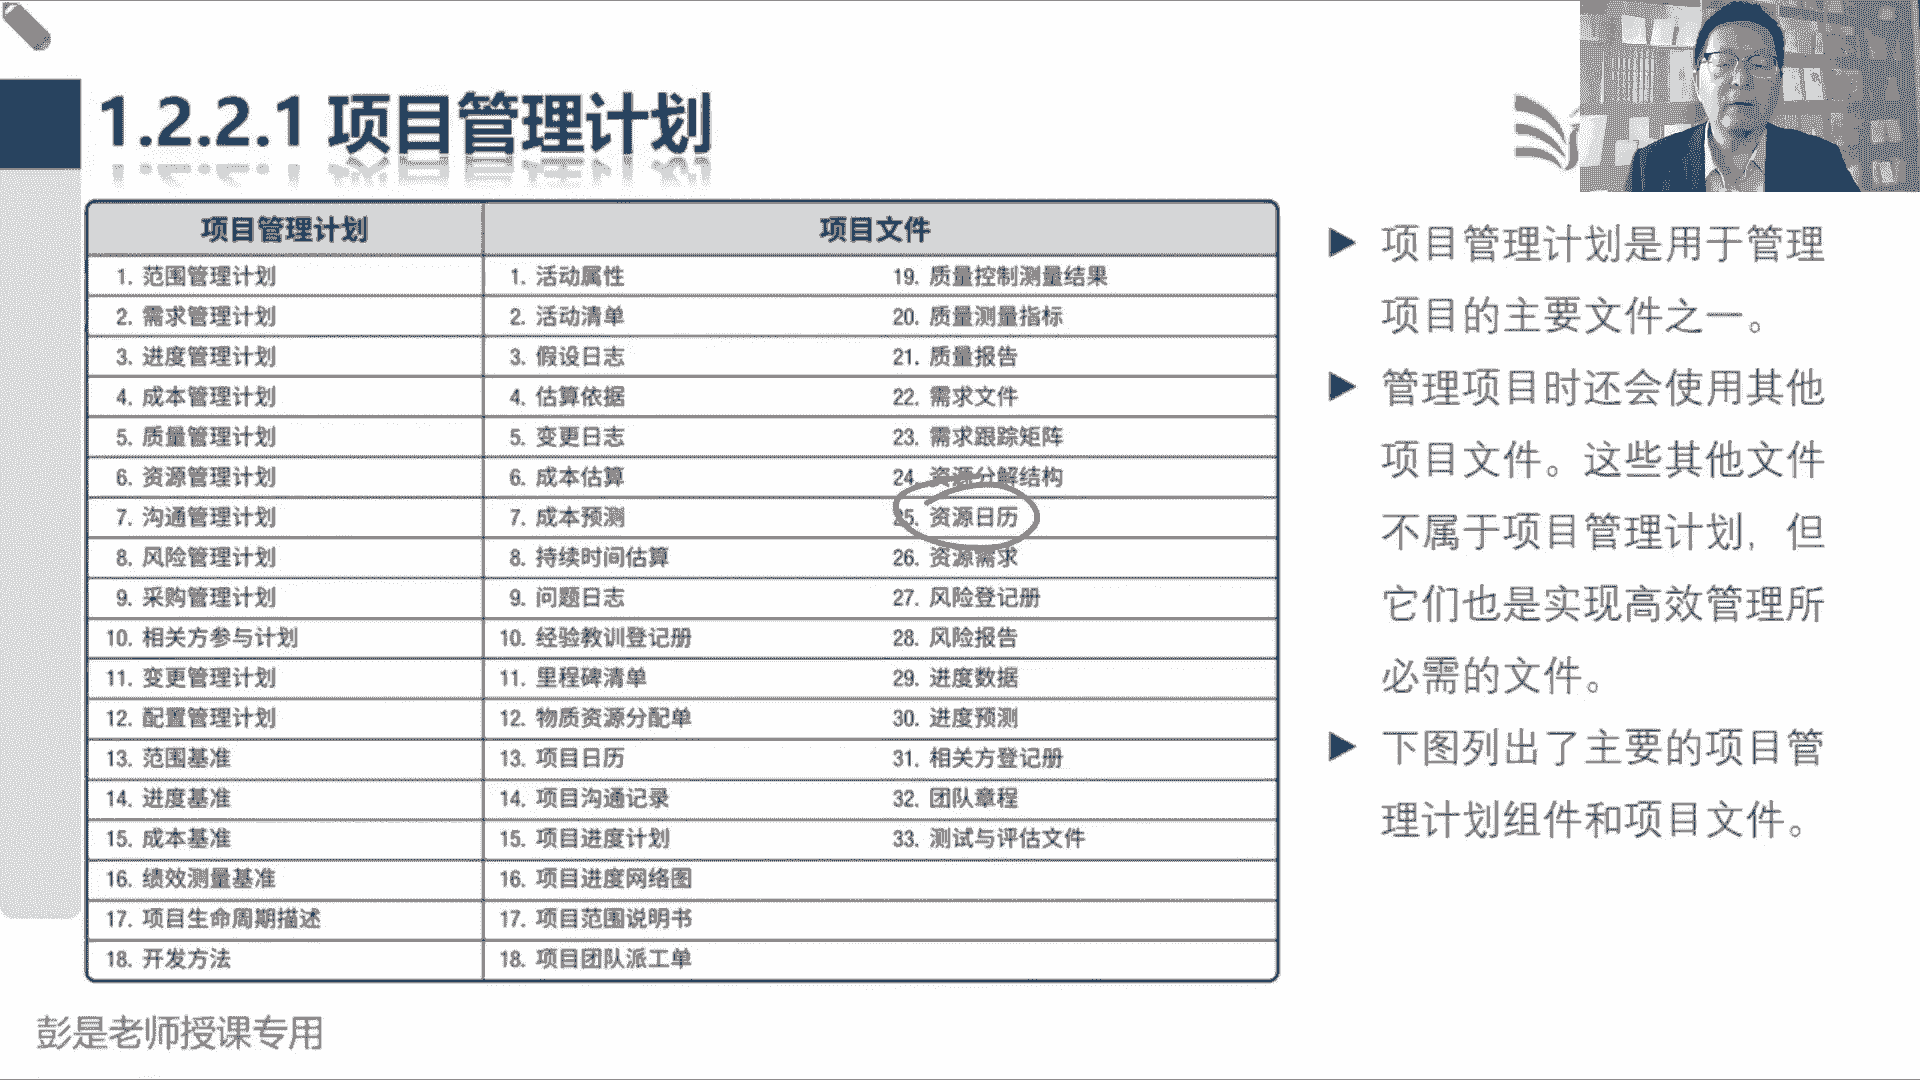 1.2.2.1 项目管理计划
项目管理计划 项目文件
1. 范围管理计划 1. 活动属性 19. 质量控制测量结果
2. 需求管理计划 2. 活动清单 20. 质量测量指标
3. 进度管理计划 3. 假设日志 21. 质量报告
4. 成本管理计划 4. 估算依据 22. 需求文件
5. 质量管理计划 5. 变更日志 23. 需求跟踪矩阵
6. 资源管理计划 6. 成本估算 24. 资源分解结构
7. 沟通管理计划 7. 成本预测 25. 资源日历
8. 风险管理计划 8. 持续时间估算 26. 资源需求
9. 采购管理计划 9. 问题日志 27. 风险登记册
10. 相关方参与计划 10. 经验教训登记册 28. 风险报告
11. 变更管理计划 11. 里程碑清单 29. 进度数据
12. 配置管理计划 12. 物质资源分配单 30. 进度预测
13. 范围基准 13. 项目日历 31. 相关方登记册
14. 进度基准 14. 项目沟通记录 32. 团队章程
15. 成本基准 15. 项目进度计划 33. 测试与评估文件
16. 绩效测量基准 16. 项目进度网络图
17. 项目生命周期描述 17. 项目范围说明书
18. 开发方法 18. 项目团队派工单
项目管理计划是用于管理
项目的主要文件之一。
管理项目时还会使用其他
项目文件。这些其他文件
不属于项目管理计划，但
它们也是实现高效管理所
必需的文件。
下图列出了主要的项目管
理计划组件和项目文件。
彭是老师授课专用